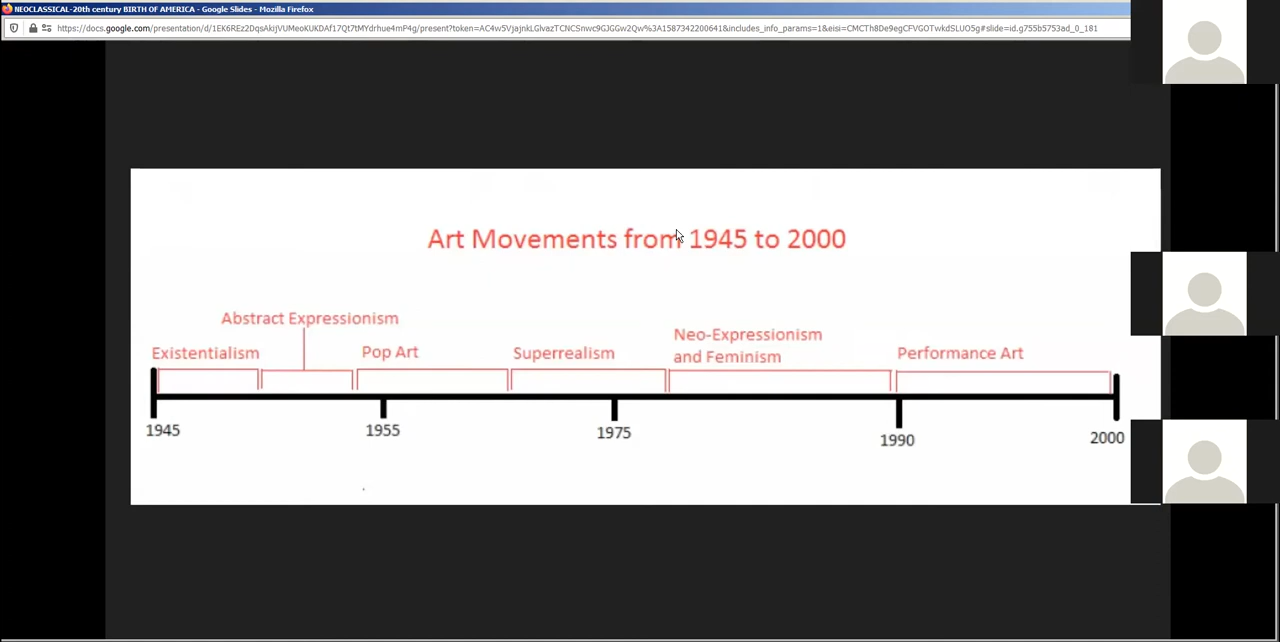 NEOCLASSICAL-20th century BIRTH OF AMERICA - Google Slides - Mozilla Firefox
Art Movements from 1945 to 2000
Abstract Expressionism
Neo-Expressionism
and Feminism
Existentialism
Pop Art
Superrealism
Performance Art
1945
1955
1975
1990
2000